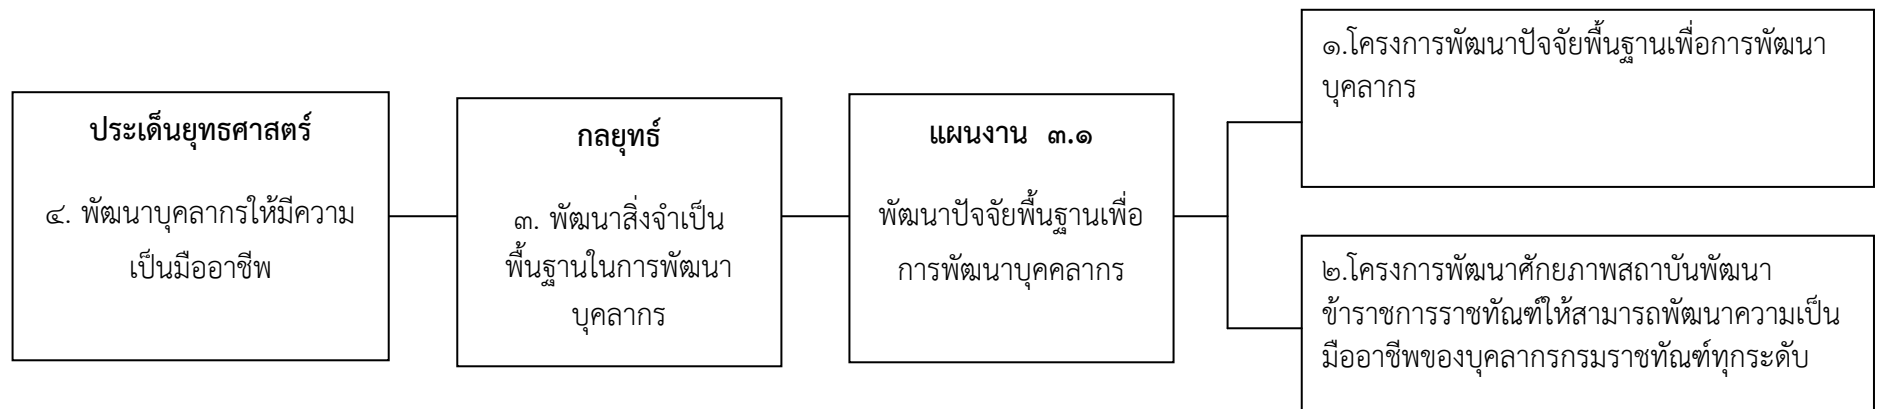 ประเด็นยุทธศาสตร์
๔. พัฒนาบุคลากรให้มีความ
เป็นมืออาชีพ
กลยุทธ์
๓. พัฒนาสิ่งจำเป็น
พื้นฐานในการพัฒนา
บุคลากร
แผนงาน ๓.๑
พัฒนาปัจจัยพื้นฐานเพื่อ
การพัฒนาบุคคลากร
๑.โครงการพัฒนาปัจจัยพื้นฐานเพื่อการพัฒนา
บุคลากร
๒.โครงการพัฒนาศักยภาพสถาบันพัฒนา
ข้าราชการราชทัณฑ์ให้สามารถพัฒนาความเป็น
มืออาชีพของบุคลากรกรมราชทัณฑ์ทุกระดับ